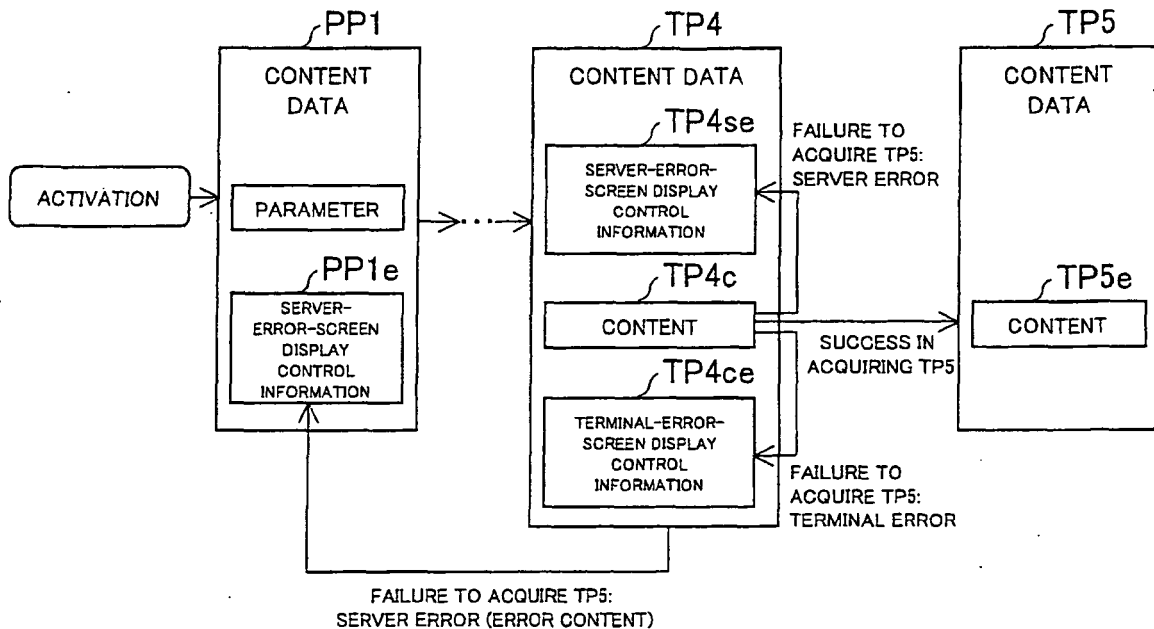 PP1
CONTENT
DATA
ACTIVATION
PARAMETER
PP1e
SERVER-
ERROR-SCREEN
DISPLAY
CONTROL
INFORMATION
TP4
CONTENT DATA
TP4se
SERVER-ERROR-
SCREEN DISPLAY
CONTROL
INFORMATION
TP4c
CONTENT
TP4ce
TERMINAL-ERROR-
SCREEN DISPLAY
CONTROL
INFORMATION
FAILURE TO
ACQUIRE TP5:
SERVER ERROR
SUCCESS IN
ACQUIRING TP5
FAILURE TO
ACQUIRE TP5:
TERMINAL ERROR
TP5
CONTENT
DATA
TP5e
CONTENT
FAILURE TO ACQUIRE TP5:
SERVER ERROR (ERROR CONTENT)